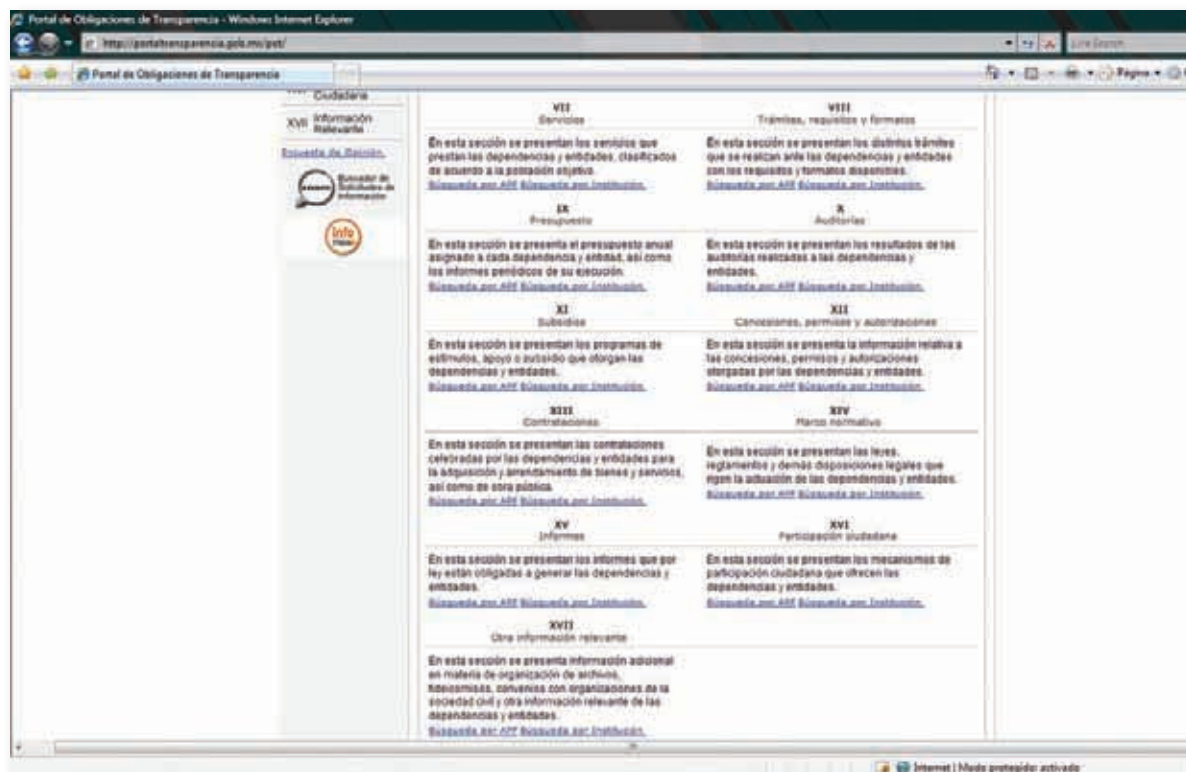 Portal de Obligaciones de Transparencia - Windows Internet Explorer
http://portaltransparencia.gob.mx/pot/
Live Search
Portal de Obligaciones de Transparencia
Página
Ciudadana
XVII Información
Relevante
Encuesta de Opinión.
Buscador de
Solicitudes de
Información
Info
VII
Servicios
En esta sección se presentan los servicios que
prestan las dependencias y entidades, clasificados
de acuerdo a la población objetivo.
Búsqueda por APF Búsqueda por Institución.
VIII
Trámites, requisitos y formatos
En esta sección se presentan los distintos trámites
que se realizan ante las dependencias y entidades
con los requisitos y formatos disponibles.
Búsqueda por APF Búsqueda por Institución.
IX
Presupuesto
En esta sección se presenta el presupuesto anual
asignado a cada dependencia y entidad, así como
los informes periódicos de su ejecución.
Búsqueda por APF Búsqueda por Institución.
X
Auditorías
En esta sección se presentan los resultados de las
auditorías realizadas a las dependencias y
entidades.
Búsqueda por APF Búsqueda por Institución.
XI
Subsidios
En esta sección se presentan los programas de
estímulos, apoyo o subsidio que otorgan las
dependencias y entidades.
Búsqueda por APF Búsqueda por Institución.
XII
Concesiones, permisos y autorizaciones
En esta sección se presenta la información relativa a
las concesiones, permisos y autorizaciones
otorgadas por las dependencias y entidades.
Búsqueda por APF Búsqueda por Institución.
XIII
Contrataciones
En esta sección se presentan las contrataciones
celebradas por las dependencias y entidades para
la adquisición y arrendamiento de bienes y servicios,
así como de obra pública.
Búsqueda por APF Búsqueda por Institución.
XIV
Marco normativo
En esta sección se presentan las leyes,
reglamentos y demás disposiciones legales que
rigen la actuación de las dependencias y entidades.
Búsqueda por APF Búsqueda por Institución.
XV
Informes
En esta sección se presentan los informes que por
ley están obligadas a generar las dependencias y
entidades.
Búsqueda por APF Búsqueda por Institución.
XVI
Participación ciudadana
En esta sección se presentan los mecanismos de
participación ciudadana que ofrecen las
dependencias y entidades.
Búsqueda por APF Búsqueda por Institución.
XVII
Otra información relevante
En esta sección se presenta información adicional
en materia de organización de archivos,
fideicomisos, convenios con organizaciones de la
sociedad civil y otra información relevante de las
dependencias y entidades.
Búsqueda por APF Búsqueda por Institución.
Internet | Modo protegido: activado